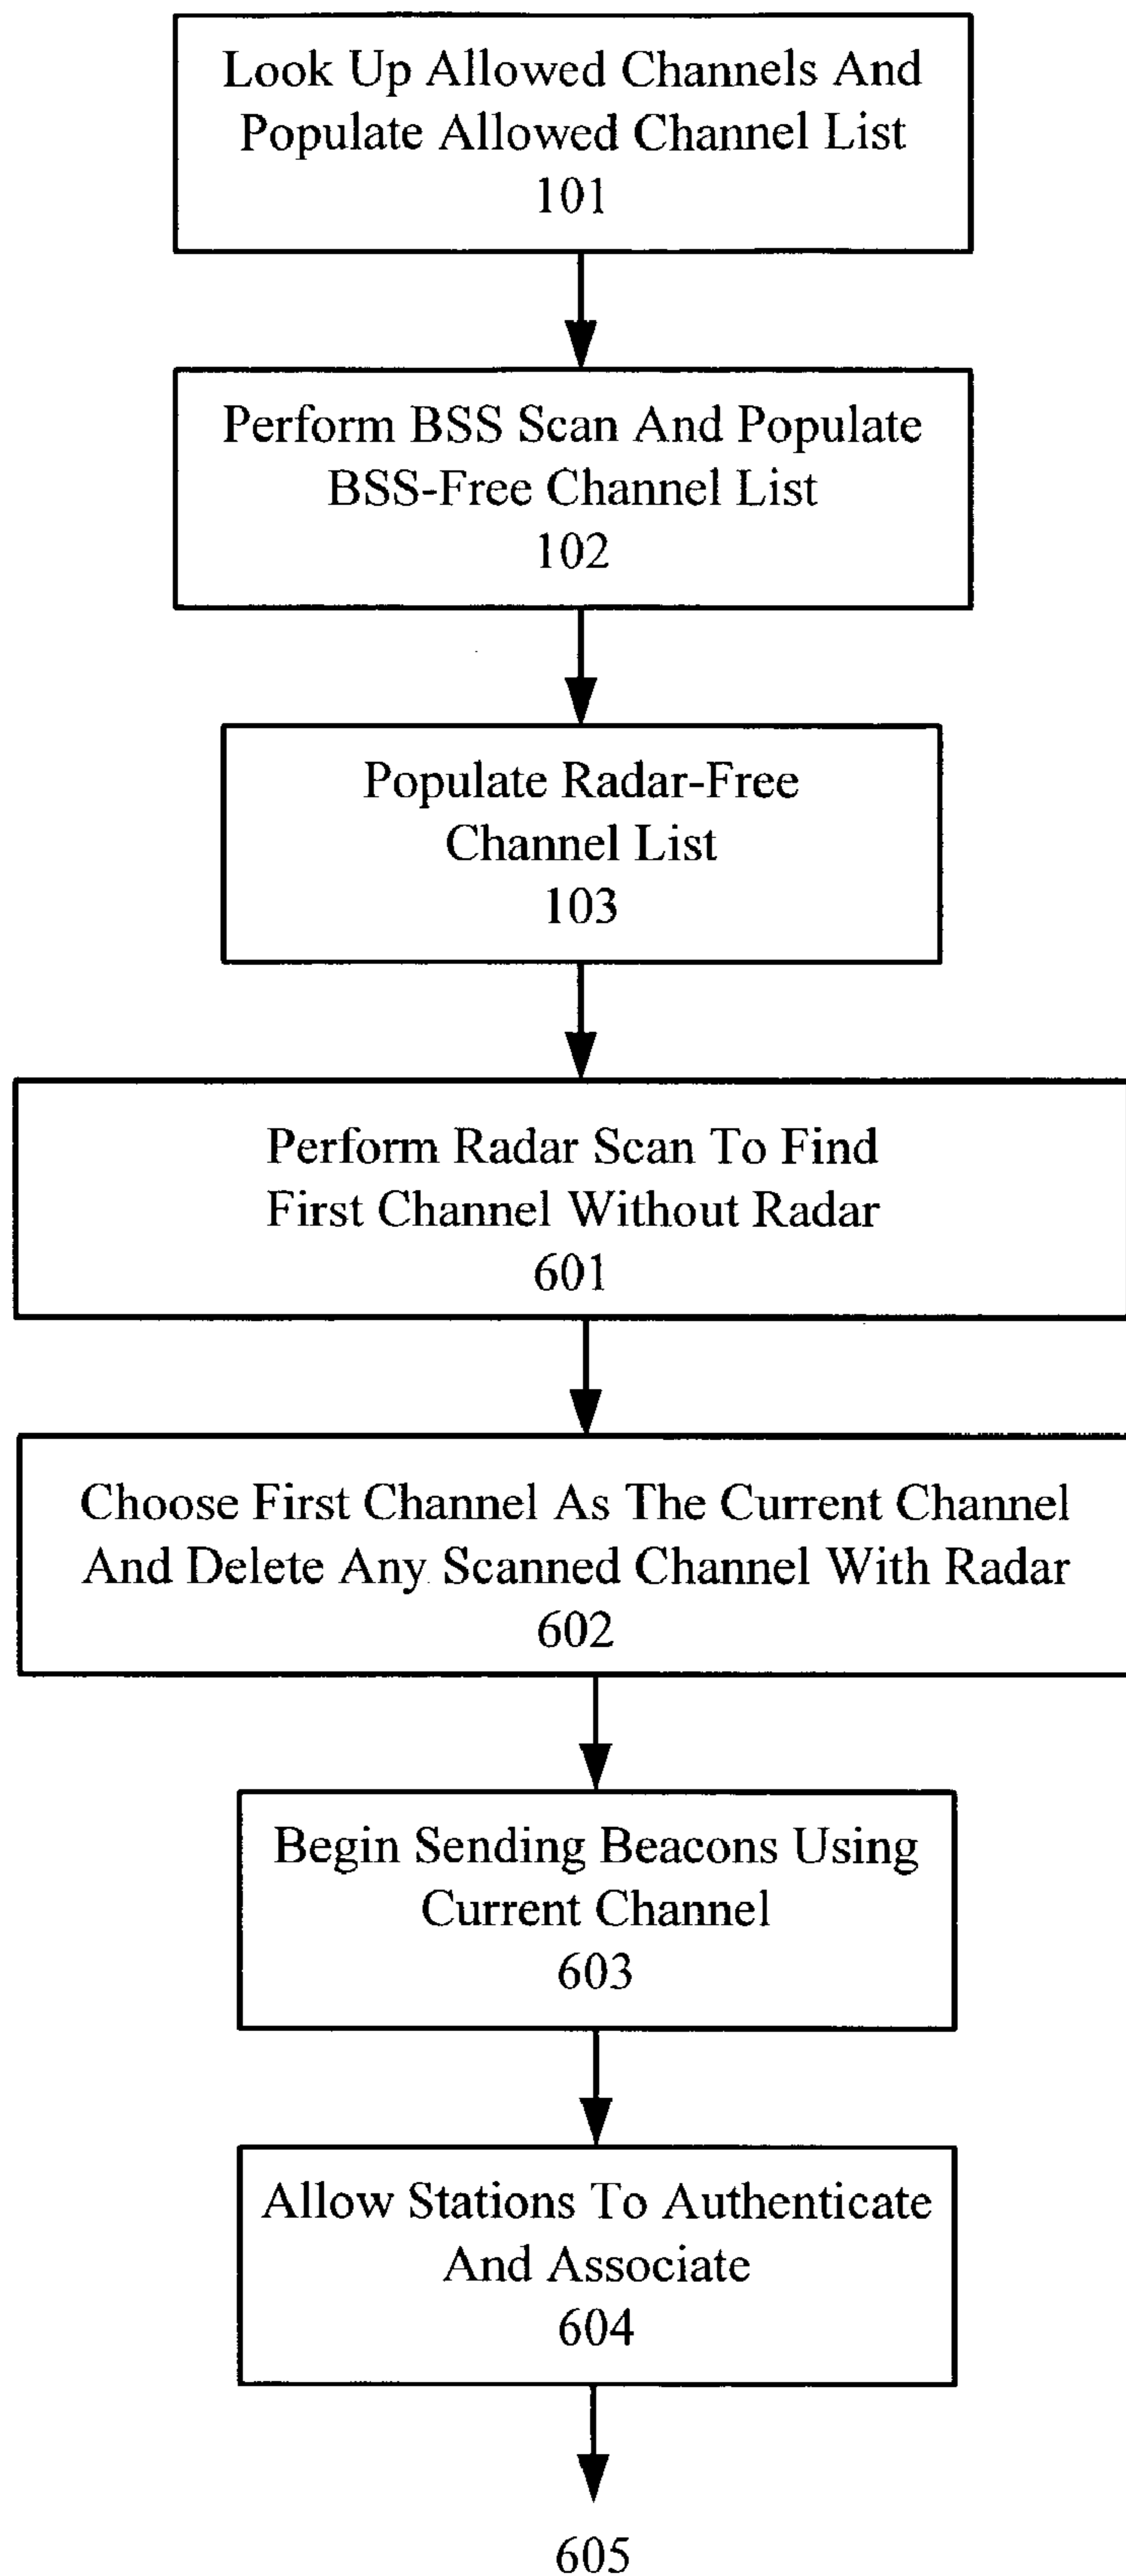 Look Up Allowed Channels And
Populate Allowed Channel List
101
Perform BSS Scan And Populate
BSS-Free Channel List
102
Populate Radar-Free
Channel List
103
Perform Radar Scan To Find
First Channel Without Radar
601
Choose First Channel As The Current Channel
And Delete Any Scanned Channel With Radar
602
Begin Sending Beacons Using
Current Channel
603
Allow Stations To Authenticate
And Associate
604
605